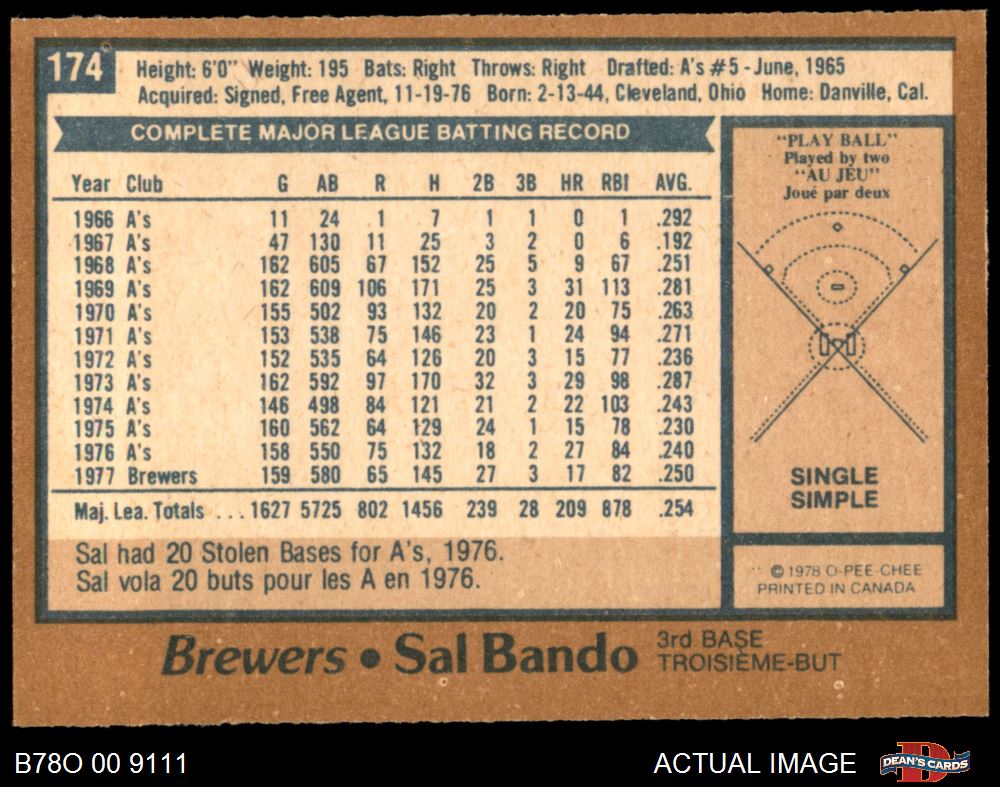 174
Height: 6'0" Weight: 195 Bats: Right Throws: Right Drafted: A's #5 - June, 1965
Acquired: Signed, Free Agent, 11-19-76 Born: 2-13-44, Cleveland, Ohio Home: Danville, Cal.
COMPLETE MAJOR LEAGUE BATTING RECORD
Year Club G AB R H 2B 3B HR RBI AVG.
1966 A's 11 24 1 7 1 1 0 1 .292
1967 A's 47 130 11 25 3 2 0 6 .192
1968 A's 162 605 67 152 25 5 9 67 .251
1969 A's 162 609 106 171 25 3 31 113 .281
1970 A's 155 502 93 132 20 2 20 75 .263
1971 A's 153 538 75 146 23 1 24 94 .271
1972 A's 152 535 64 126 20 3 15 77 .236
1973 A's 162 592 97 170 32 3 29 98 .287
1974 A's 146 498 84 121 21 2 22 103 .243
1975 A's 160 562 64 129 24 1 15 78 .230
1976 A's 158 550 75 132 18 2 27 84 .240
1977 Brewers 159 580 65 145 27 3 17 82 .250
Maj. Lea. Totals ... 1627 5725 802 1456 239 28 209 878 .254
Sal had 20 Stolen Bases for A's, 1976.
Sal vola 20 buts pour les A en 1976.
"PLAY BALL"
Played by two
"AU JEU"
Joué par deux
SINGLE
SIMPLE
© 1978 O-PEE-CHEE
PRINTED IN CANADA
Brewers • Sal Bando
3rd BASE
TROISIÈME-BUT
B78O 00 9111
ACTUAL IMAGE
D
DEAN'S CARDS